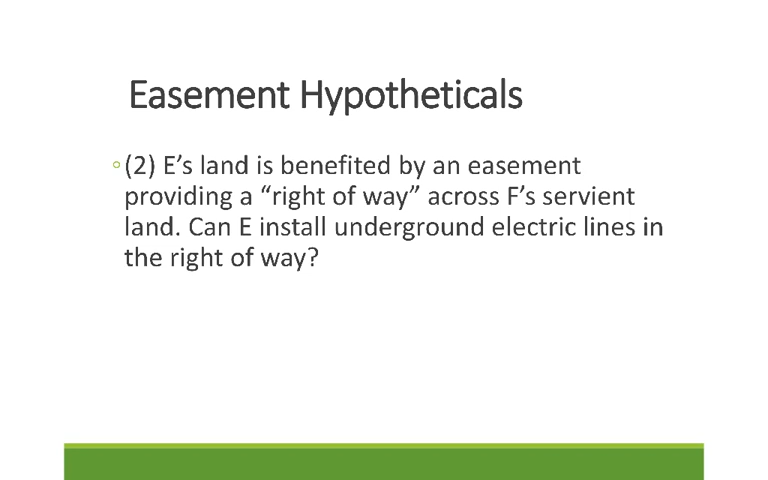 Easement Hypotheticals
◦(2) E’s land is benefited by an easement
providing a “right of way” across F’s servient
land. Can E install underground electric lines in
the right of way?